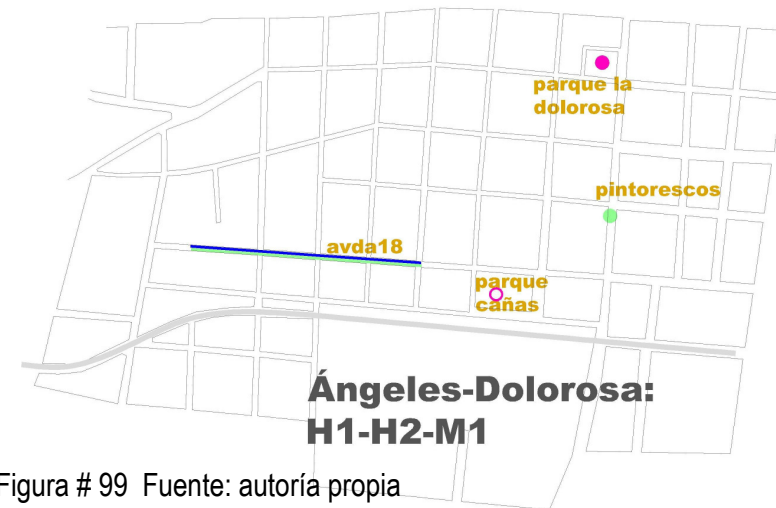 parque la
dolorosa
pintorescos
avda18
parque
cañas
Ángeles-Dolorosa:
H1-H2-M1
Figura # 99 Fuente: autoría propia